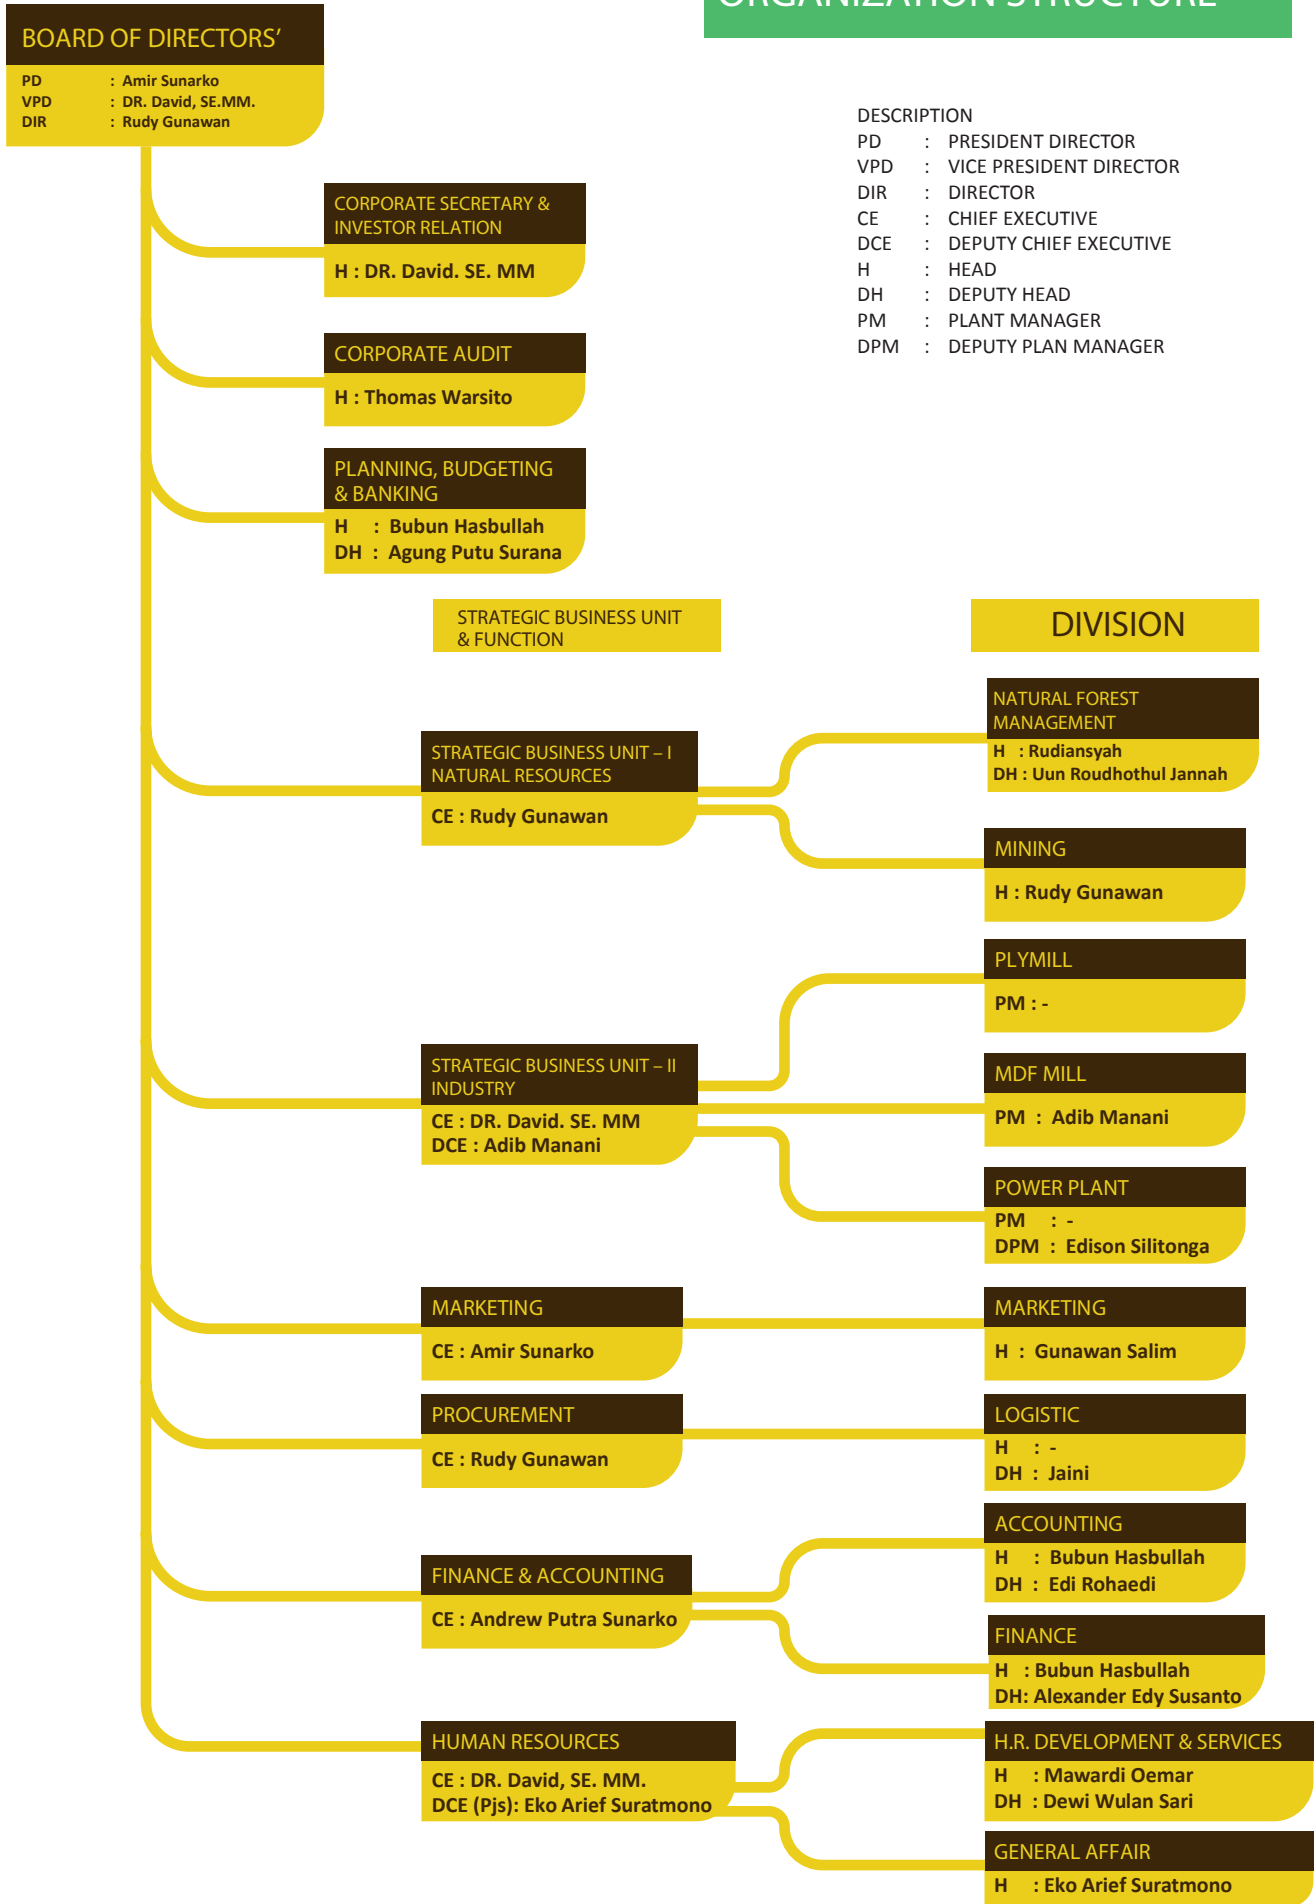 ORGANIZATION STRUCTURE
BOARD OF DIRECTORS’
PD : Amir Sunarko
VPD : DR. David, SE.MM.
DIR : Rudy Gunawan
DESCRIPTION
PD : PRESIDENT DIRECTOR
VPD : VICE PRESIDENT DIRECTOR
DIR : DIRECTOR
CE : CHIEF EXECUTIVE
DCE : DEPUTY CHIEF EXECUTIVE
H : HEAD
DH : DEPUTY HEAD
PM : PLANT MANAGER
DPM : DEPUTY PLAN MANAGER
CORPORATE SECRETARY &
INVESTOR RELATION
H : DR. David. SE. MM
CORPORATE AUDIT
H : Thomas Warsito
PLANNING, BUDGETING
& BANKING
H : Bubun Hasbullah
DH : Agung Putu Surana
STRATEGIC BUSINESS UNIT
& FUNCTION
DIVISION
STRATEGIC BUSINESS UNIT – I
NATURAL RESOURCES
CE : Rudy Gunawan
NATURAL FOREST
MANAGEMENT
H : Rudiansyah
DH : Uun Roudhothul Jannah
MINING
H : Rudy Gunawan
STRATEGIC BUSINESS UNIT – II
INDUSTRY
CE : DR. David. SE. MM
DCE : Adib Manani
PLYMILL
PM : -
MDF MILL
PM : Adib Manani
POWER PLANT
PM : -
DPM : Edison Silitonga
MARKETING
CE : Amir Sunarko
MARKETING
H : Gunawan Salim
PROCUREMENT
CE : Rudy Gunawan
LOGISTIC
H : -
DH : Jaini
FINANCE & ACCOUNTING
CE : Andrew Putra Sunarko
ACCOUNTING
H : Bubun Hasbullah
DH : Edi Rohaedi
FINANCE
H : Bubun Hasbullah
DH: Alexander Edy Susanto
HUMAN RESOURCES
CE : DR. David, SE. MM.
DCE (Pjs): Eko Arief Suratmono
H.R. DEVELOPMENT & SERVICES
H : Mawardi Oemar
DH : Dewi Wulan Sari
GENERAL AFFAIR
H : Eko Arief Suratmono